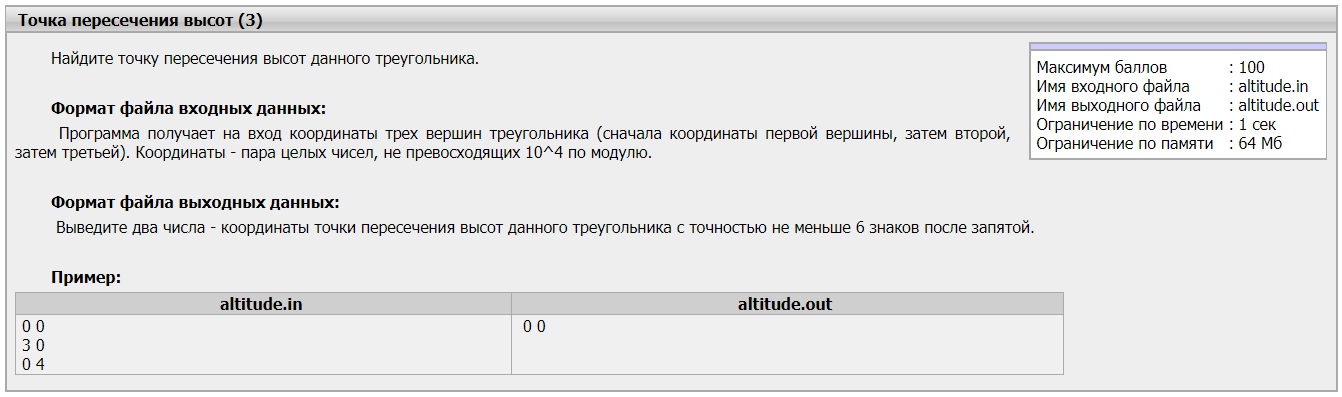 Точка пересечения высот (3)
Найдите точку пересечения высот данного треугольника.
Максимум баллов : 100
Имя входного файла : altitude.in
Имя выходного файла : altitude.out
Ограничение по времени : 1 сек
Ограничение по памяти : 64 Мб
Формат файла входных данных:
Программа получает на вход координаты трех вершин треугольника (сначала координаты первой вершины, затем второй,
затем третьей). Координаты - пара целых чисел, не превосходящих 10^4 по модулю.
Формат файла выходных данных:
Выведите два числа - координаты точки пересечения высот данного треугольника с точностью не меньше 6 знаков после запятой.
Пример:
altitude.in altitude.out
0 0 0 0
3 0
0 4